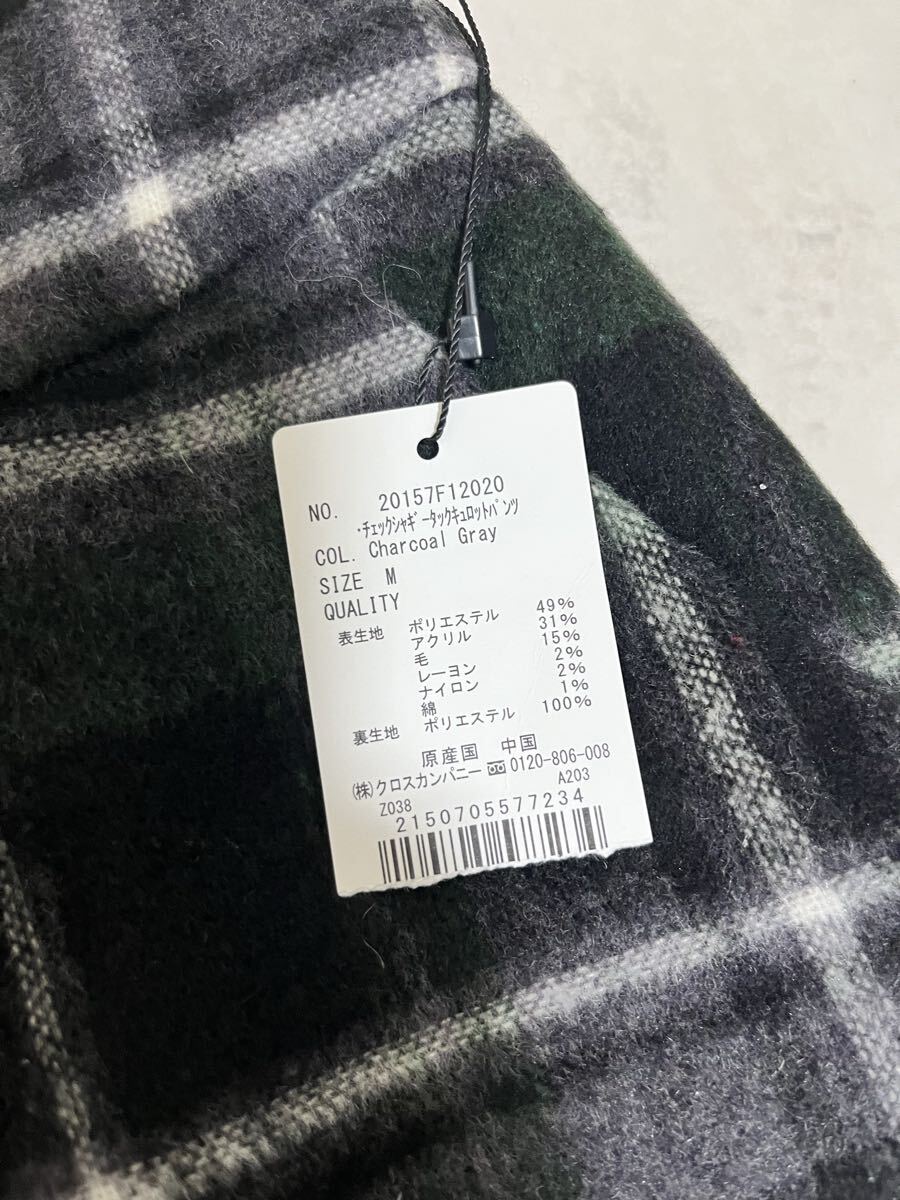 NO. 20157F12020
・ﾁｪｯｸｼｬｷﾞｰﾀｯｸｷｭﾛｯﾄﾊﾟﾝﾂ
COL. Charcoal Gray
SIZE M
QUALITY
表生地 ポリエステル 49%
アクリル 31%
毛 15%
レーヨン 2%
ナイロン 2%
綿 1%
裏生地 ポリエステル 100%
原産国 中国
(株)クロスカンパニー 0120-806-008
Z038 A203
2150705577234